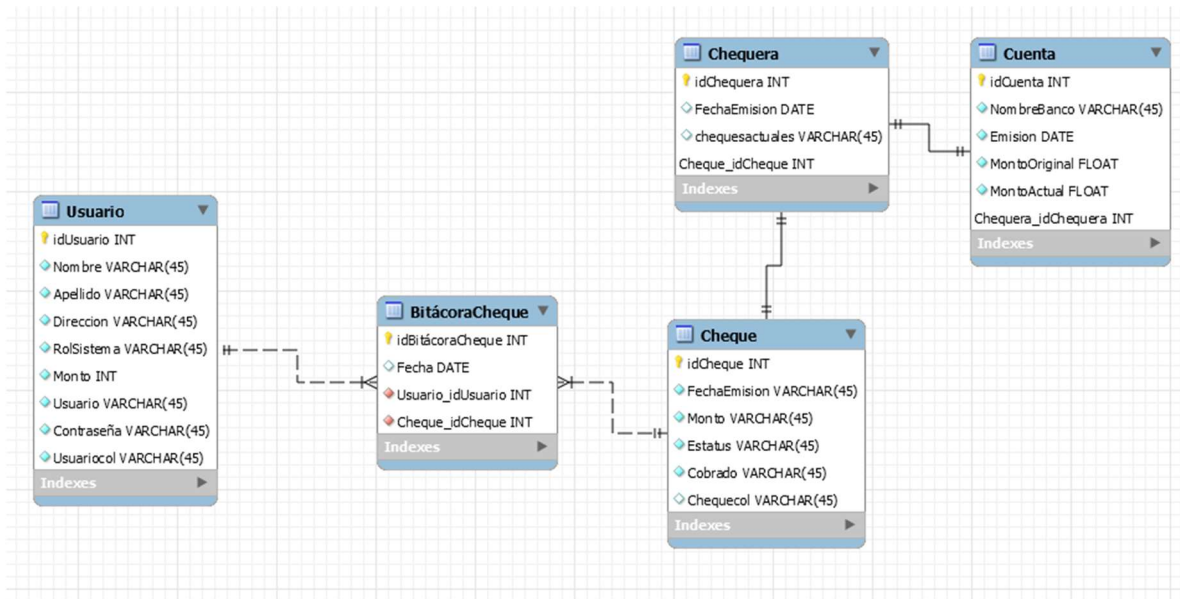 Chequera
idChequera INT
FechaEmision DATE
chequesactuales VARCHAR(45)
Cheque_idCheque INT
Indexes
Cuenta
idCuenta INT
NombreBanco VARCHAR(45)
Emision DATE
MontoOriginal FLOAT
MontoActual FLOAT
Chequera_idChequera INT
Indexes
Usuario
idUsuario INT
Nombre VARCHAR(45)
Apellido VARCHAR(45)
Direccion VARCHAR(45)
RolSistema VARCHAR(45)
Monto INT
Usuario VARCHAR(45)
Contraseña VARCHAR(45)
Usuariocol VARCHAR(45)
Indexes
BitácoraCheque
idBitácoraCheque INT
Fecha DATE
Usuario_idUsuario INT
Cheque_idCheque INT
Indexes
Cheque
idCheque INT
FechaEmision VARCHAR(45)
Monto VARCHAR(45)
Estatus VARCHAR(45)
Cobrado VARCHAR(45)
Chequecol VARCHAR(45)
Indexes